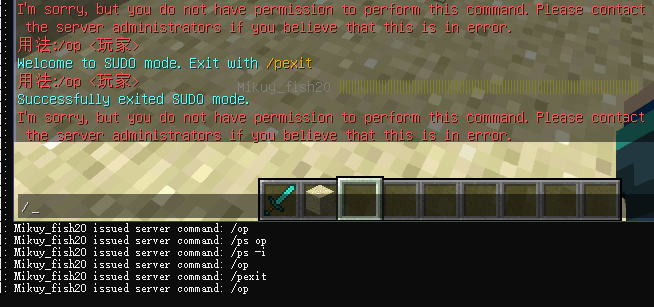 I'm sorry, but you do not have permission to perform this command. Please contact
the server administrators if you believe that this is in error.
用法:/op <玩家>
Welcome to SUDO mode. Exit with /pexit
用法:/op <玩家>
Mikuy_fish20
Successfully exited SUDO mode.
I'm sorry, but you do not have permission to perform this command. Please contact
the server administrators if you believe that this is in error.
/_
]: Mikuy_fish20 issued server command: /op
]: Mikuy_fish20 issued server command: /ps op
]: Mikuy_fish20 issued server command: /ps -i
]: Mikuy_fish20 issued server command: /op
]: Mikuy_fish20 issued server command: /pexit
]: Mikuy_fish20 issued server command: /op